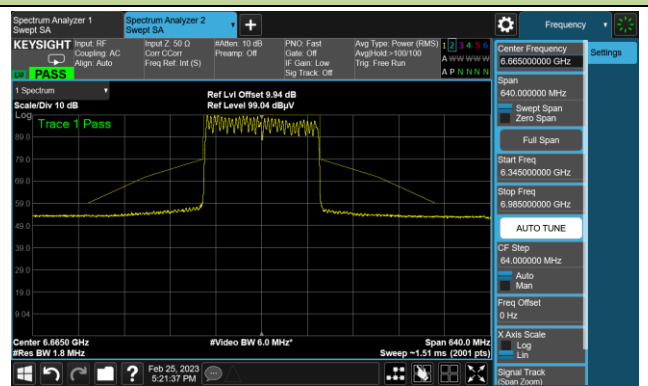 Spectrum Analyzer 1
Swept SA
Spectrum Analyzer 2
Swept SA
Frequency
KEYSIGHT
Input: RF
Coupling: AC
Align: Auto
Input Z: 50 Ω
Corr CCorr
Freq Ref: Int (S)
#Atten: 10 dB
Preamp: Off
PNO: Fast
Gate: Off
IF Gain: Low
Sig Track: Off
Avg Type: Power (RMS)
Avg|Hold:>100/100
Trig: Free Run
1 2 3 4 5 6
A W W W W W
A P N N N N
LXI
PASS
1 Spectrum
Scale/Div 10 dB
Ref Lvl Offset 9.94 dB
Ref Level 99.04 dBµV
Log
Trace 1 Pass
89.0
79.0
69.0
59.0
49.0
39.0
29.0
19.0
9.04
Center 6.6650 GHz
#Res BW 1.8 MHz
#Video BW 6.0 MHz*
Span 640.0 MHz
Sweep ~1.51 ms (2001 pts)
Center Frequency
6.665000000 GHz
Settings
Span
640.000000 MHz
Swept Span
Zero Span
Full Span
Start Freq
6.345000000 GHz
Stop Freq
6.985000000 GHz
AUTO TUNE
CF Step
64.000000 MHz
Auto
Man
Freq Offset
0 Hz
X Axis Scale
Log
Lin
Signal Track
(Span Zoom)
?
Feb 25, 2023
5:21:37 PM